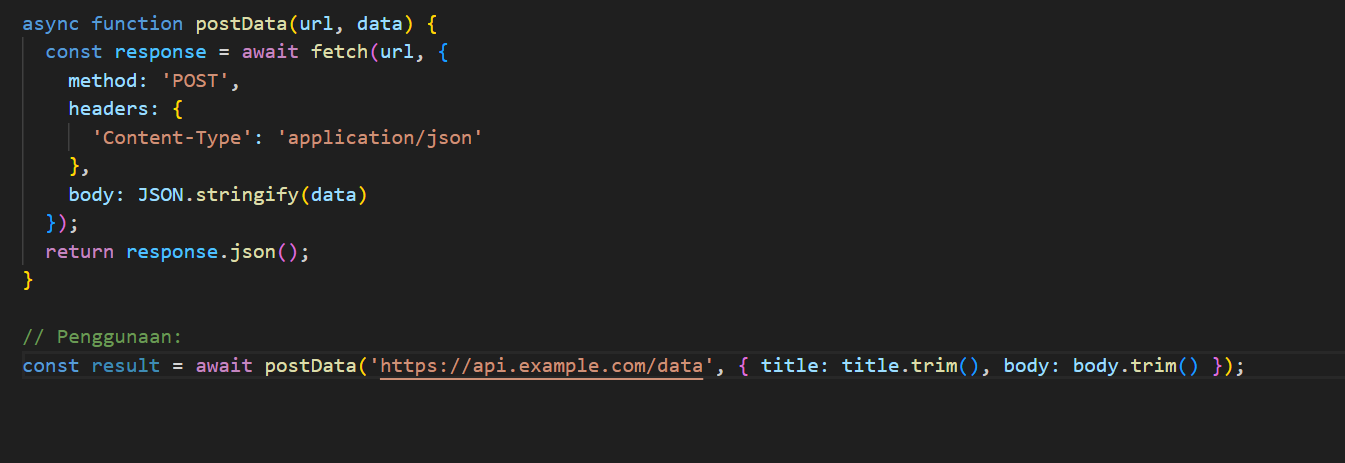 async function postData(url, data) {
  const response = await fetch(url, {
    method: 'POST',
    headers: {
      'Content-Type': 'application/json'
    },
    body: JSON.stringify(data)
  });
  return response.json();
}

// Penggunaan:
const result = await postData('https://api.example.com/data', { title: title.trim(), body: body.trim() });